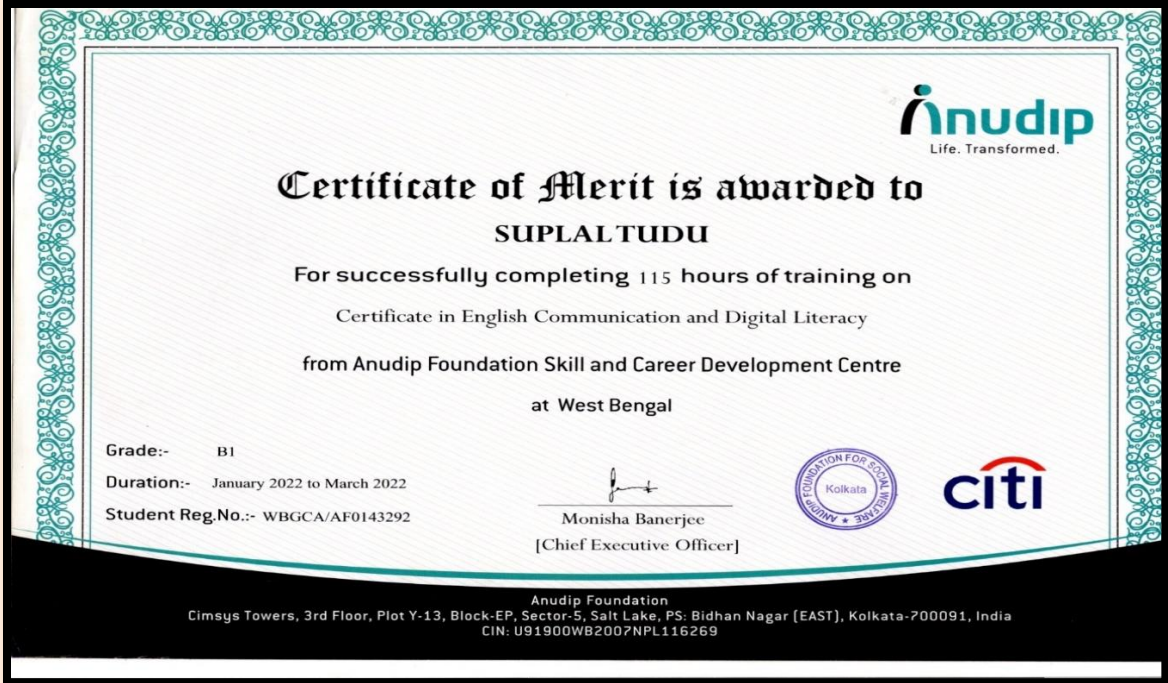 Anudip
Life. Transformed.
Certificate of Merit is awarded to
SUPLAL TUDU
For successfully completing 115 hours of training on
Certificate in English Communication and Digital Literacy
from Anudip Foundation Skill and Career Development Centre
at West Bengal
Grade:- B1
Duration:- January 2022 to March 2022
Student Reg.No.:- WBGCA/AF0143292
Monisha Banerjee
[Chief Executive Officer]
ANUDIP FOUNDATION FOR SOCIAL WELFARE
Kolkata
citi
Anudip Foundation
Cimsys Towers, 3rd Floor, Plot Y-13, Block-EP, Sector-5, Salt Lake, PS: Bidhan Nagar (EAST), Kolkata-700091, India
CIN: U91900WB2007NPL116269